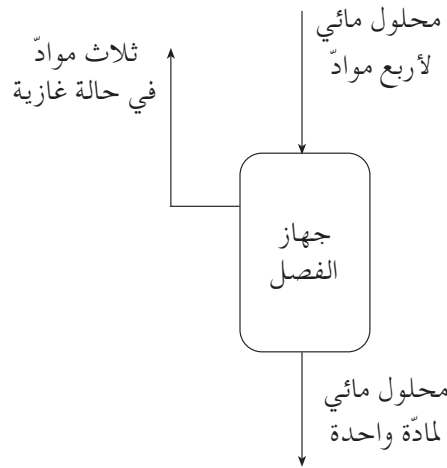 محلول مائي
لأربع موادّ
ثلاث موادّ
في حالة غازية
جهاز
الفصل
محلول مائي
لمادّة واحدة